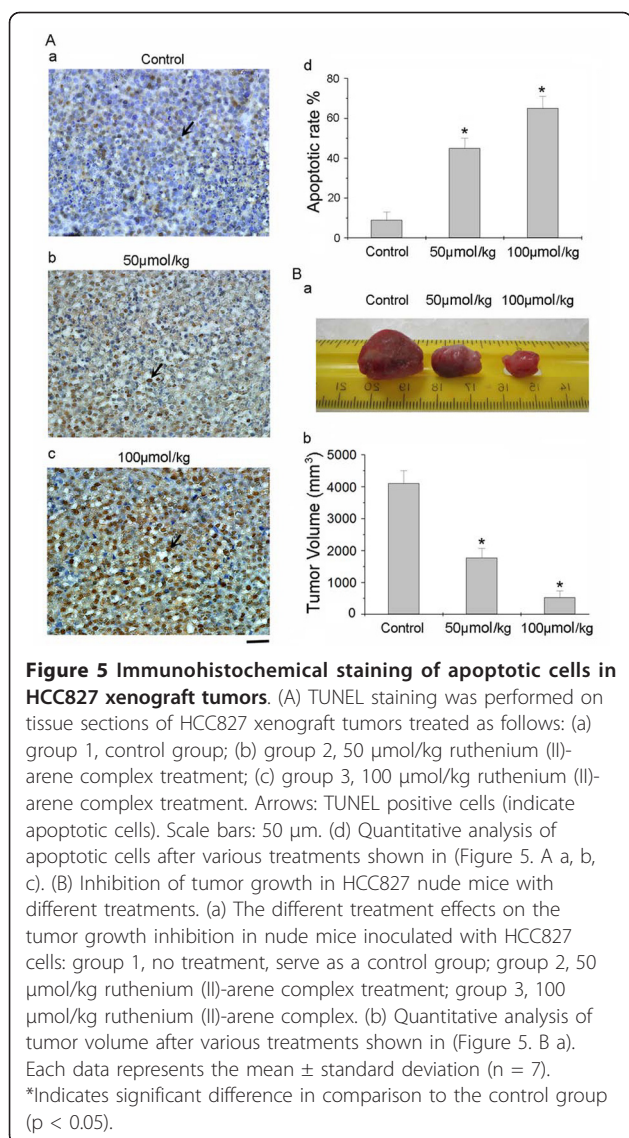 A
a
Control
b
50μmol/kg
c
100μmol/kg
d
80
60
40
20
0
Apoptotic rate %
*
*
Control 50μmol/kg 100μmol/kg
B
a
Control 50μmol/kg 100μmol/kg
21 20 19 18 17 16 15 14
b
5000
4000
3000
2000
1000
0
Tumor Volume (mm³)
*
*
Control 50μmol/kg 100μmol/kg
Figure 5 Immunohistochemical staining of apoptotic cells in
HCC827 xenograft tumors. (A) TUNEL staining was performed on
tissue sections of HCC827 xenograft tumors treated as follows: (a)
group 1, control group; (b) group 2, 50 μmol/kg ruthenium (II)-
arene complex treatment; (c) group 3, 100 μmol/kg ruthenium (II)-
arene complex treatment. Arrows: TUNEL positive cells (indicate
apoptotic cells). Scale bars: 50 μm. (d) Quantitative analysis of
apoptotic cells after various treatments shown in (Figure 5. A a, b,
c). (B) Inhibition of tumor growth in HCC827 nude mice with
different treatments. (a) The different treatment effects on the
tumor growth inhibition in nude mice inoculated with HCC827
cells: group 1, no treatment, serve as a control group; group 2, 50
μmol/kg ruthenium (II)-arene complex treatment; group 3, 100
μmol/kg ruthenium (II)-arene complex. (b) Quantitative analysis of
tumor volume after various treatments shown in (Figure 5. B a).
Each data represents the mean ± standard deviation (n = 7).
*Indicates significant difference in comparison to the control group
(p < 0.05).